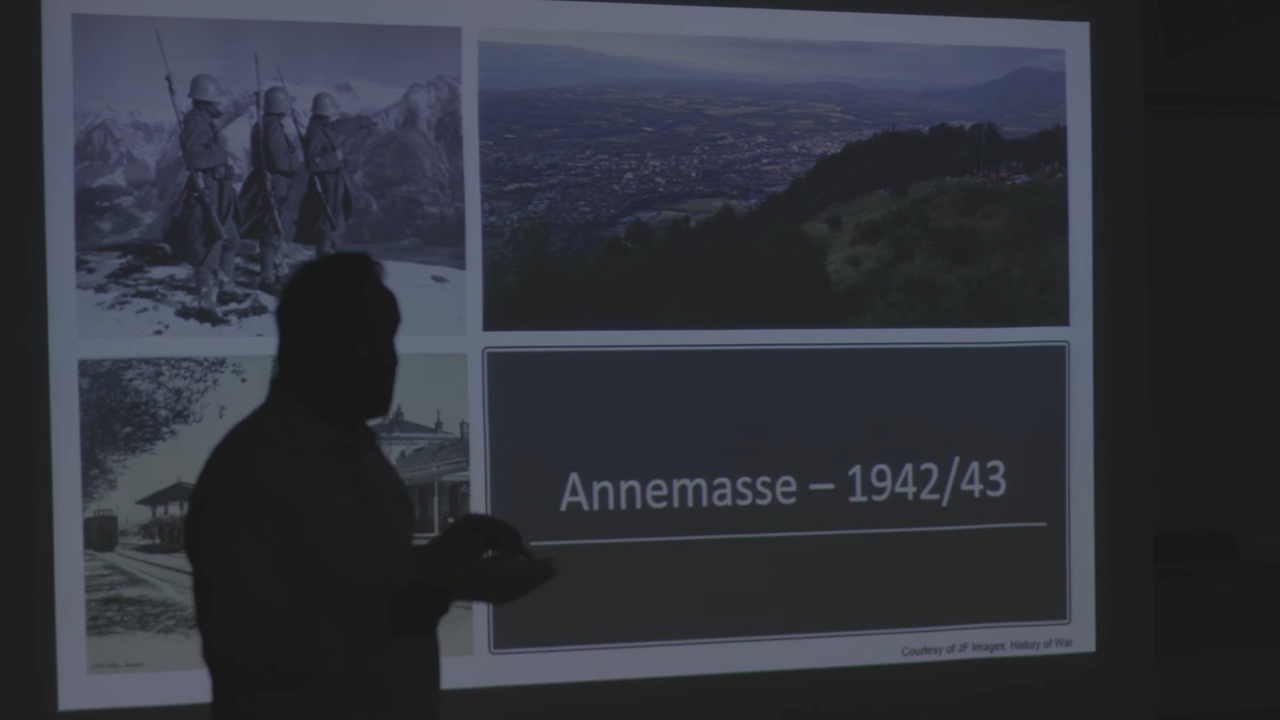 Annemasse – 1942/43
Courtesy of JF Images: History of War